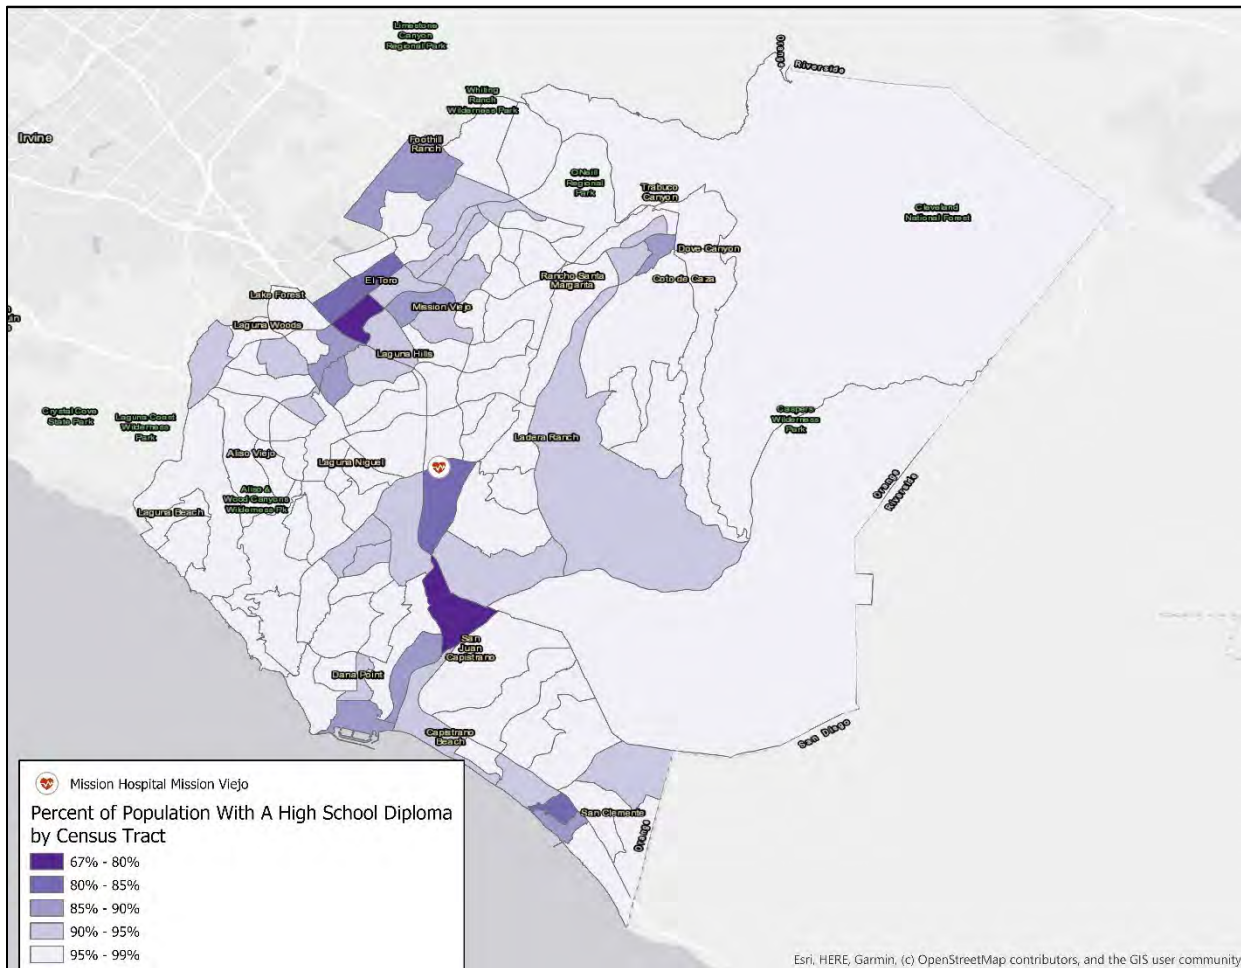 Limestone
Canyon
Regional Park
Orange
Riverside
Whiting
Ranch
Wilderness Park
Irvine
Foothill
Ranch
O'Neill
Regional
Park
Trabuco
Canyon
Cleveland
National Forest
Dove Canyon
El Toro
Rancho Santa
Margarita
Coto de Caza
Lake Forest
Mission Viejo
Laguna Woods
Laguna Hills
Crystal Cove
State Park
Laguna Coast
Wilderness
Park
Caspers
Wilderness
Park
Ladera Ranch
Aliso Viejo
Laguna Niguel
Aliso &
Wood Canyons
Wilderness Pk
Laguna Beach
Orange
Riverside
San
Juan
Capistrano
Dana Point
Capistrano
Beach
San Diego
San Clemente
Orange
Mission Hospital Mission Viejo
Percent of Population With A High School Diploma
by Census Tract
67% - 80%
80% - 85%
85% - 90%
90% - 95%
95% - 99%
Esri, HERE, Garmin, (c) OpenStreetMap contributors, and the GIS user community